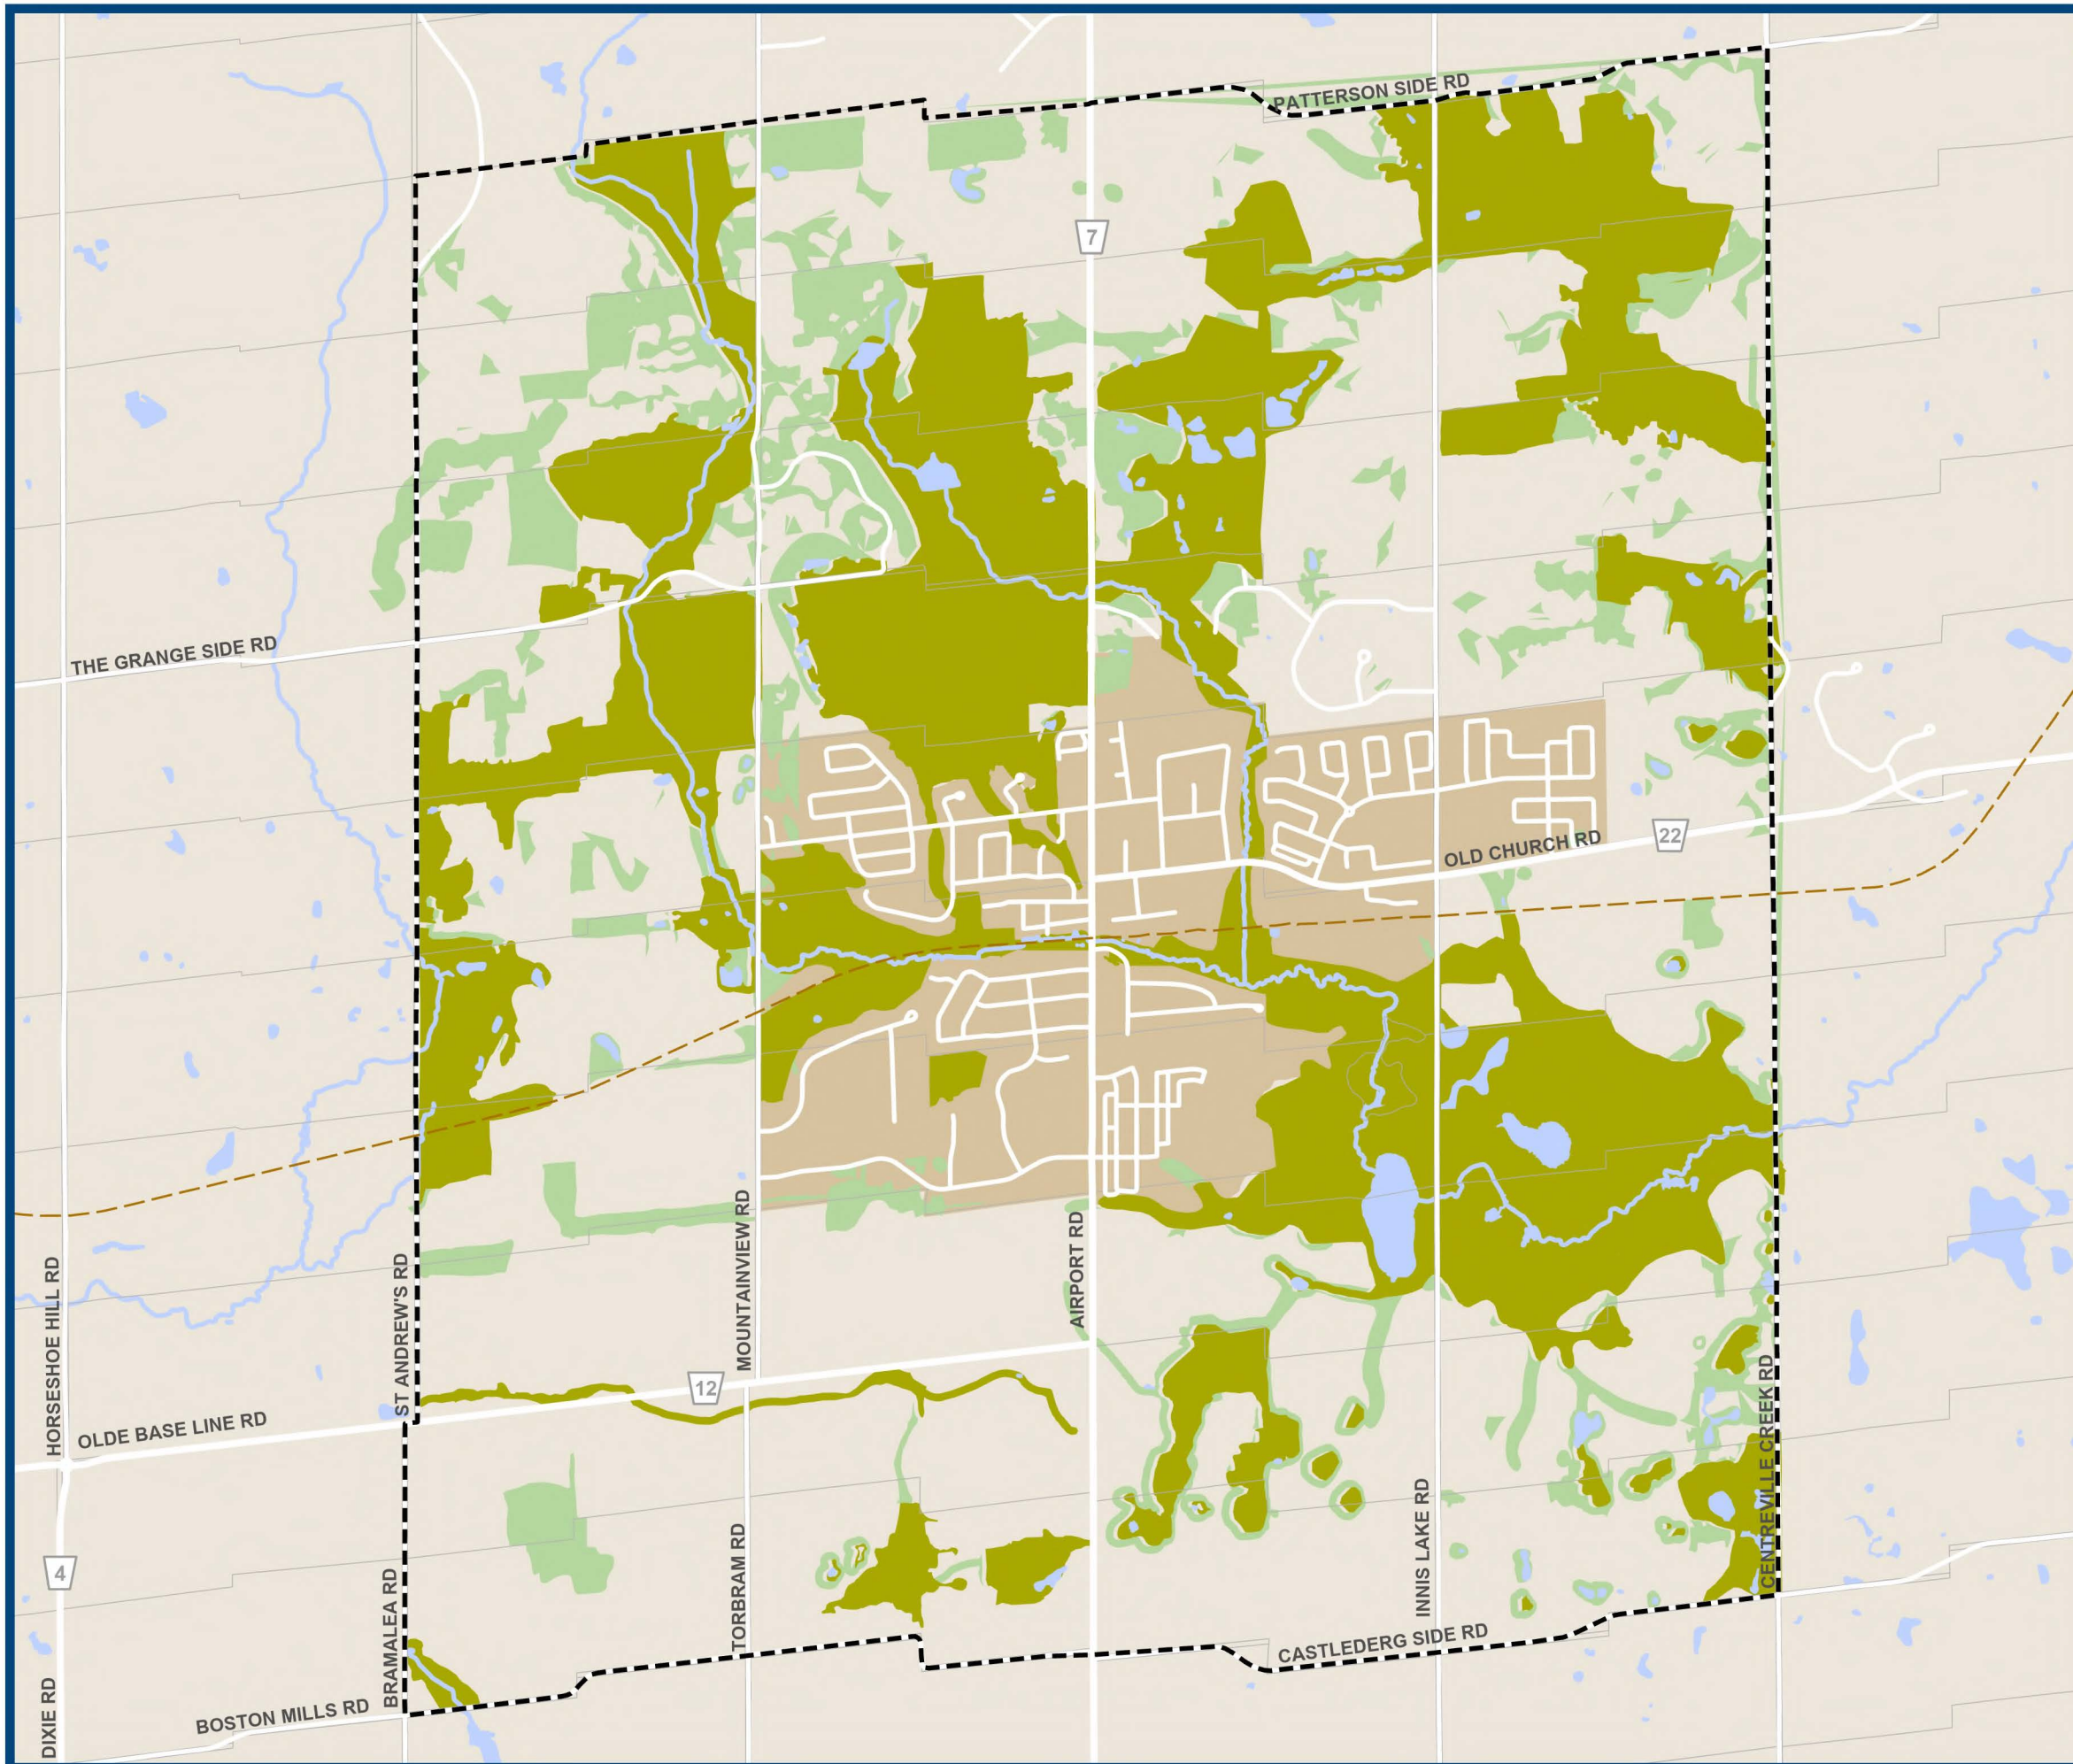 PATTERSON SIDE RD
7
THE GRANGE SIDE RD
22
OLD CHURCH RD
HORSESHOE HILL RD
ST ANDREW'S RD
MOUNTAINVIEW RD
AIRPORT RD
12
OLDE BASE LINE RD
CENTREVILLE CREEK RD
INNIS LAKE RD
TORBRAM RD
4
BRAMALEA RD
CASTLEDERG SIDE RD
DIXIE RD
BOSTON MILLS RD